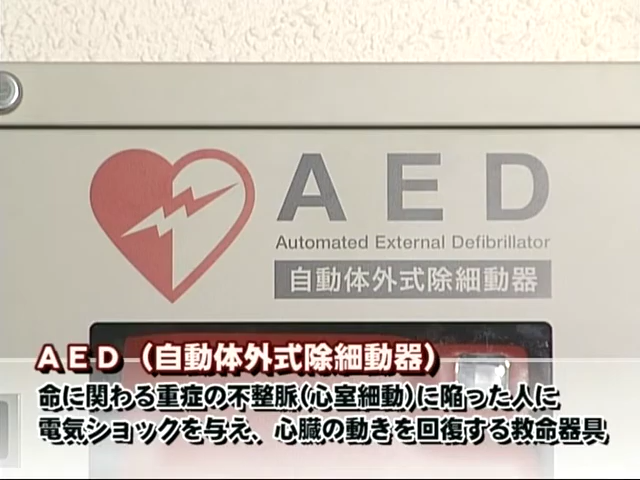 AED
Automated External Defibrillator
自動体外式除細動器
AED（自動体外式除細動器）
命に関わる重症の不整脈(心室細動)に陥った人に
電気ショックを与え、心臓の動きを回復する救命器具